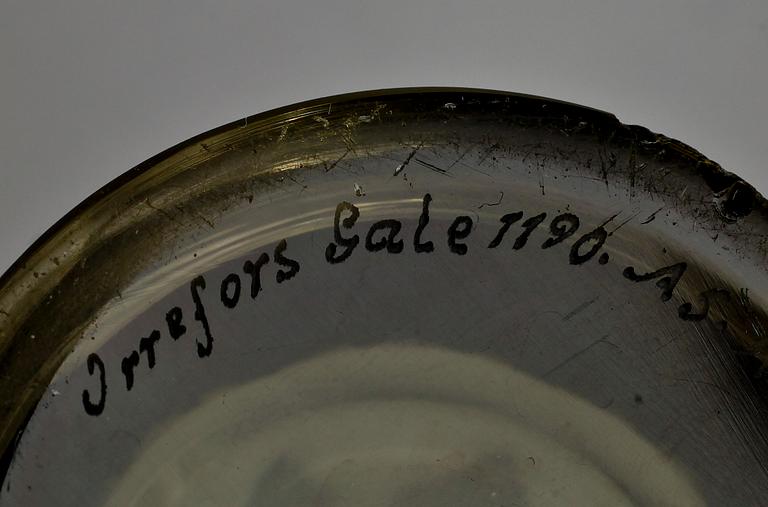 Orrefors Gale 1190. A S.